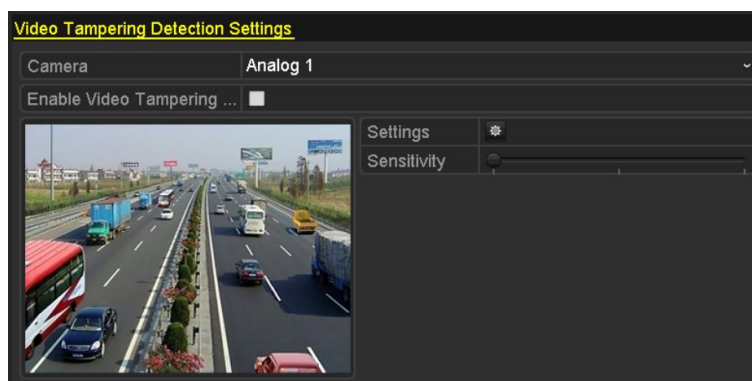 Video Tampering Detection Settings
Camera Analog 1
Enable Video Tampering ...
Settings
Sensitivity